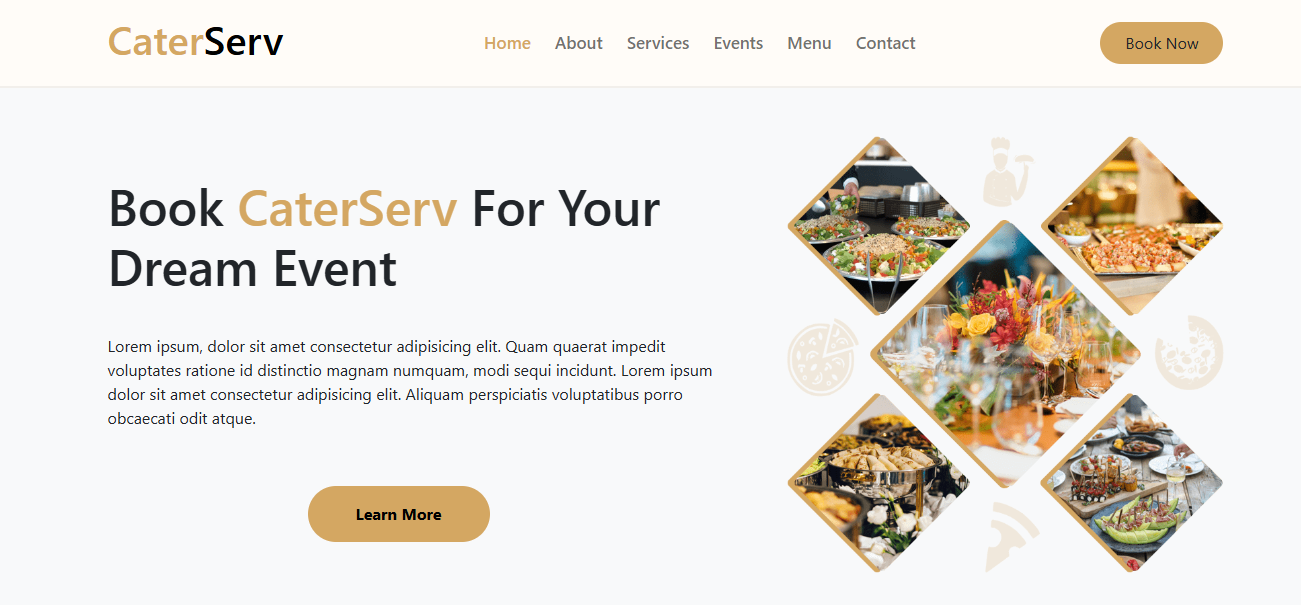 CaterServ
Home About Services Events Menu Contact
Book Now
Book CaterServ For Your
Dream Event
Lorem ipsum, dolor sit amet consectetur adipisicing elit. Quam quaerat impedit
voluptates ratione id distinctio magnam numquam, modi sequi incidunt. Lorem ipsum
dolor sit amet consectetur adipisicing elit. Aliquam perspiciatis voluptatibus porro
obcaecati odit atque.
Learn More